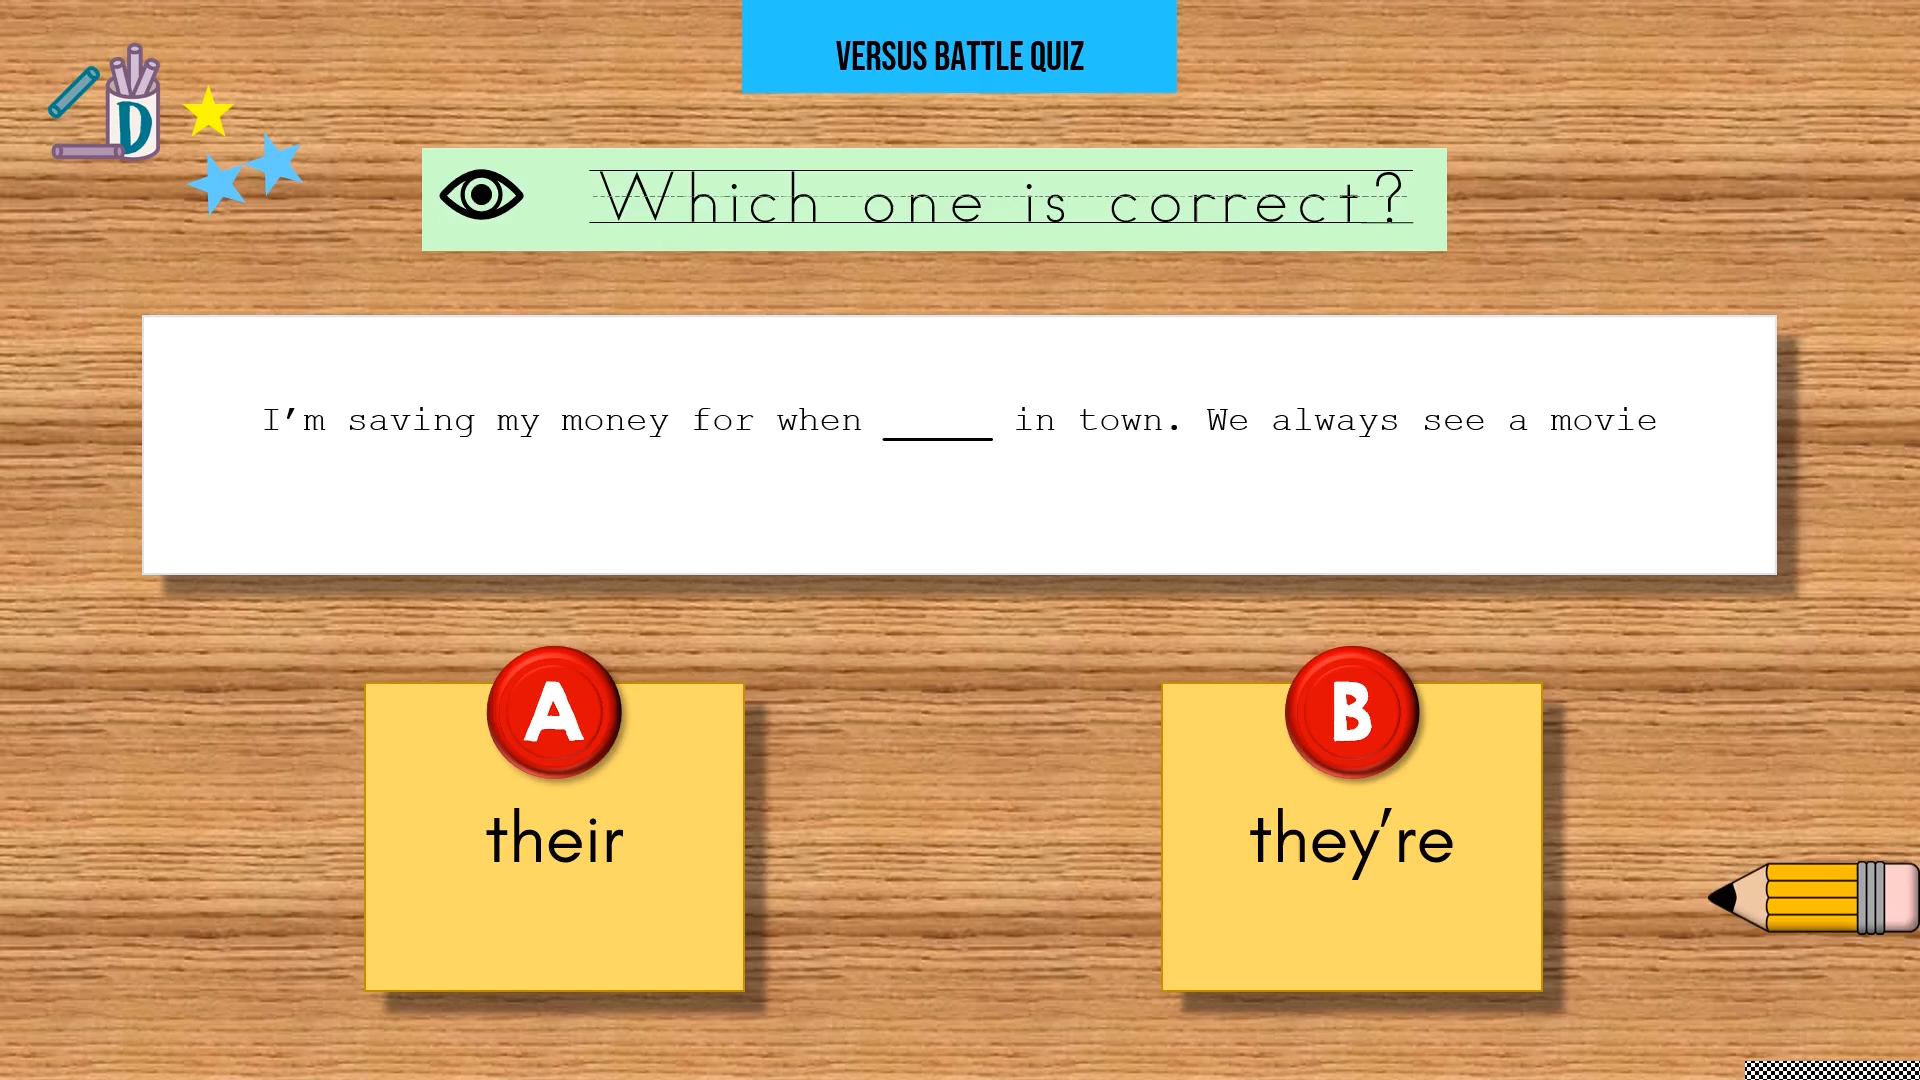 VERSUS BATTLE QUIZ
D
Which one is correct?
I’m saving my money for when _____ in town. We always see a movie
A
B
their
they’re